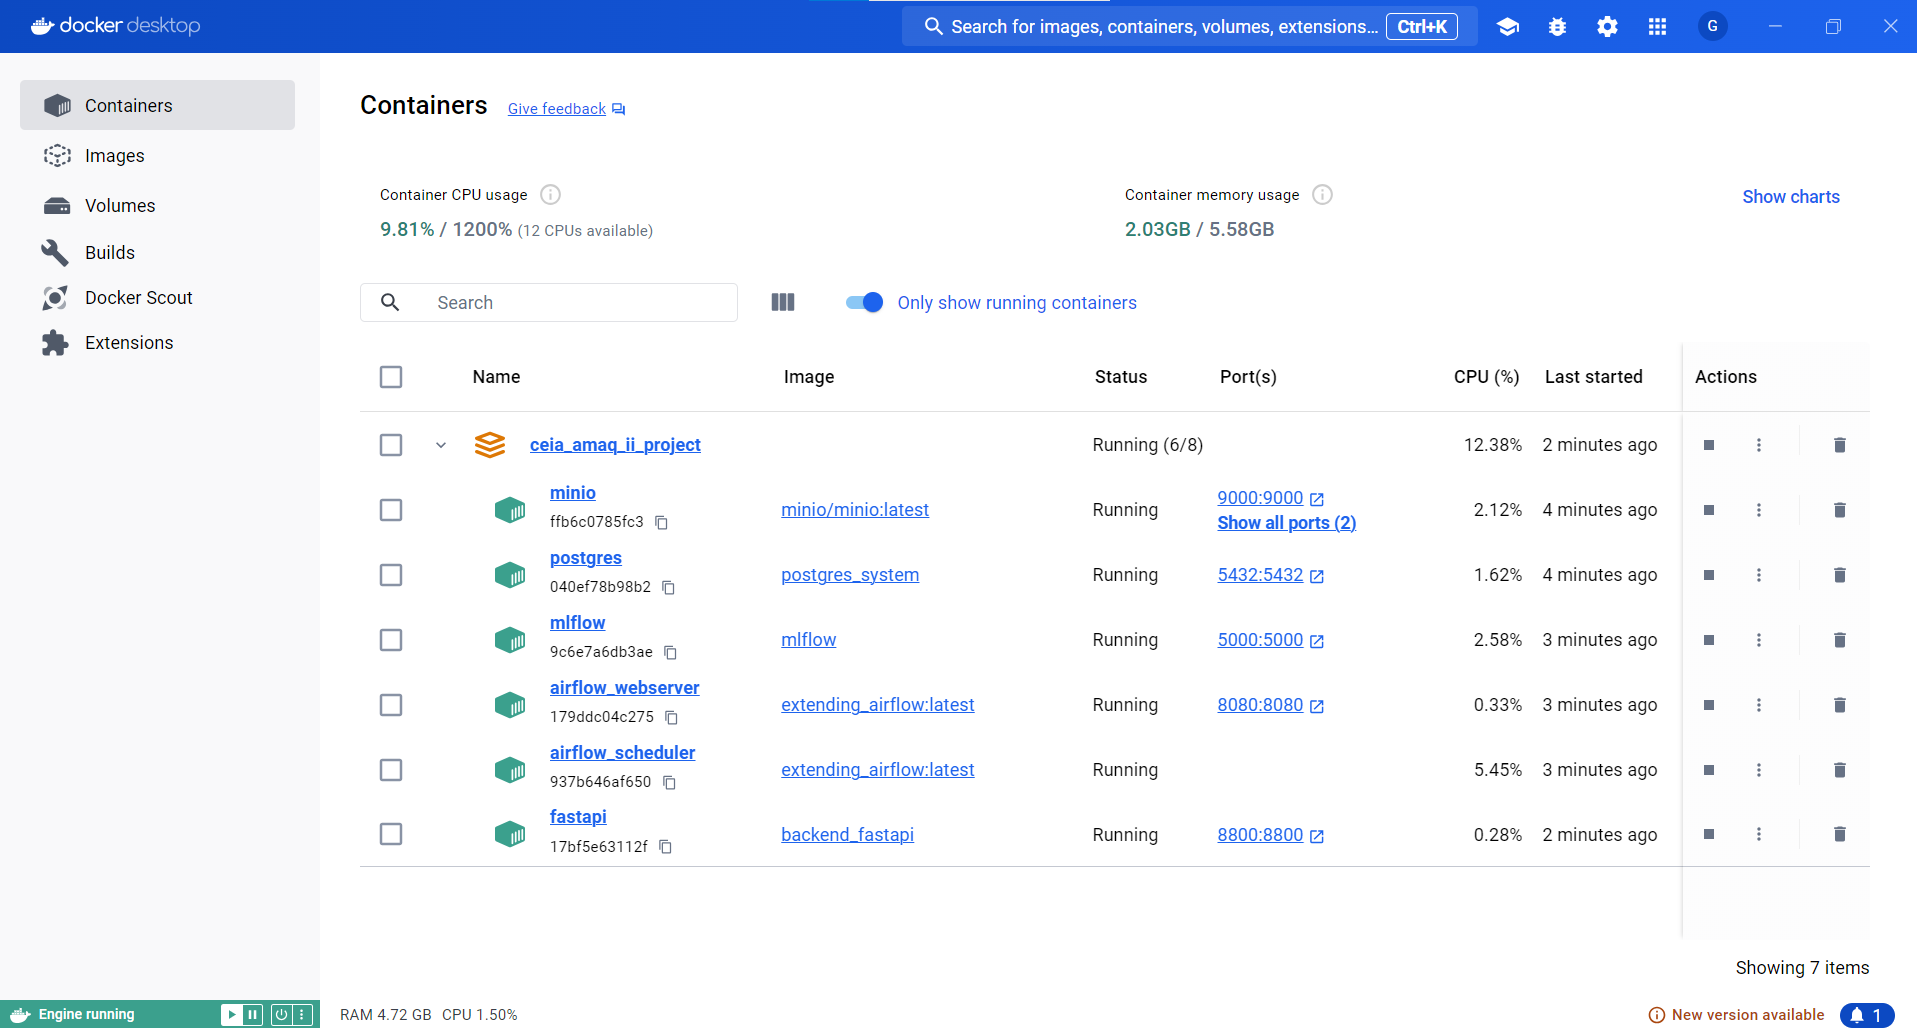 docker desktop
Search for images, containers, volumes, extensions... Ctrl+K
G
Containers
Images
Volumes
Builds
Docker Scout
Extensions
Containers Give feedback
Container CPU usage
9.81% / 1200% (12 CPUs available)
Container memory usage
2.03GB / 5.58GB
Show charts
Search
Only show running containers
Name Image Status Port(s) CPU (%) Last started Actions
ceia_amaq_ii_project Running (6/8) 12.38% 2 minutes ago
minio
ffb6c0785fc3
minio/minio:latest Running 9000:9000
Show all ports (2)
2.12% 4 minutes ago
postgres
040ef78b98b2
postgres_system Running 5432:5432 1.62% 4 minutes ago
mlflow
9c6e7a6db3ae
mlflow Running 5000:5000 2.58% 3 minutes ago
airflow_webserver
179ddc04c275
extending_airflow:latest Running 8080:8080 0.33% 3 minutes ago
airflow_scheduler
937b646af650
extending_airflow:latest Running 5.45% 3 minutes ago
fastapi
17bf5e63112f
backend_fastapi Running 8800:8800 0.28% 2 minutes ago
Showing 7 items
Engine running
RAM 4.72 GB CPU 1.50%
New version available
1